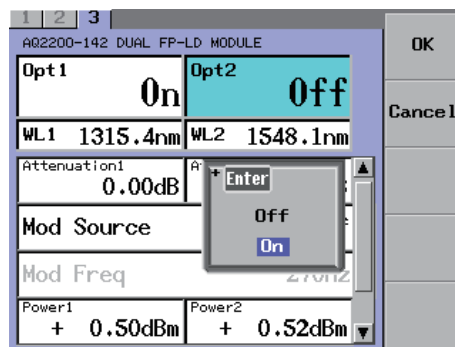 1 2 3
AQ2200-142 DUAL FP-LD MODULE
OK
Opt1 Opt2
On Off
Cancel
WL1 1315.4nm WL2 1548.1nm
Attenuation1
0.00dB
Enter
Off
On
Mod Source
Mod Freq
Power1 Power2
+ 0.50dBm + 0.52dBm